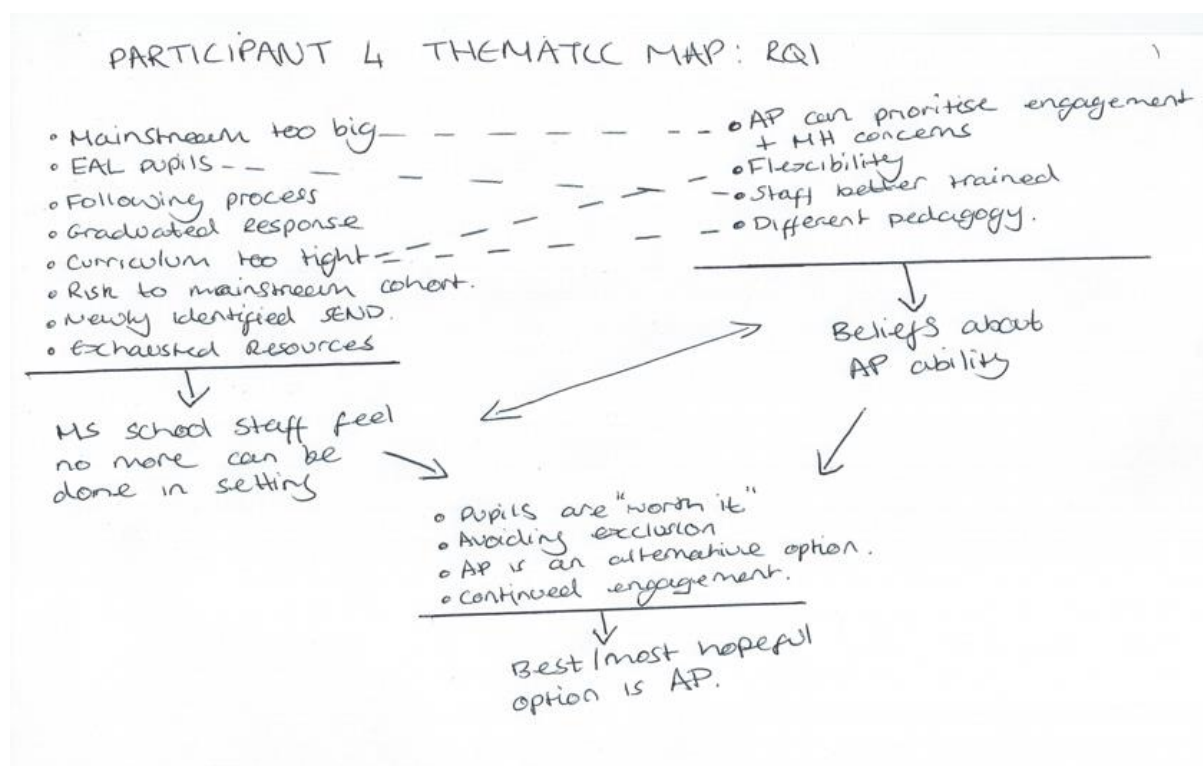 PARTICIPANT 4 THEMATIC MAP: RQ1
• Mainstream too big
• EAL pupils
• Following process
• Graduated Response
• Curriculum too tight
• Risk to mainstream cohort.
• Newly identified SEND.
• Exhausted Resources
MS school staff feel
no more can be
done in setting
• AP can prioritise engagement
+ MH concerns
• Flexibility
• Staff better trained
• Different pedagogy.
Beliefs about
AP ability
• Pupils are "worth it"
• Avoiding exclusion
• AP is an alternative option.
• Continued engagement.
Best/most hopeful
option is AP.